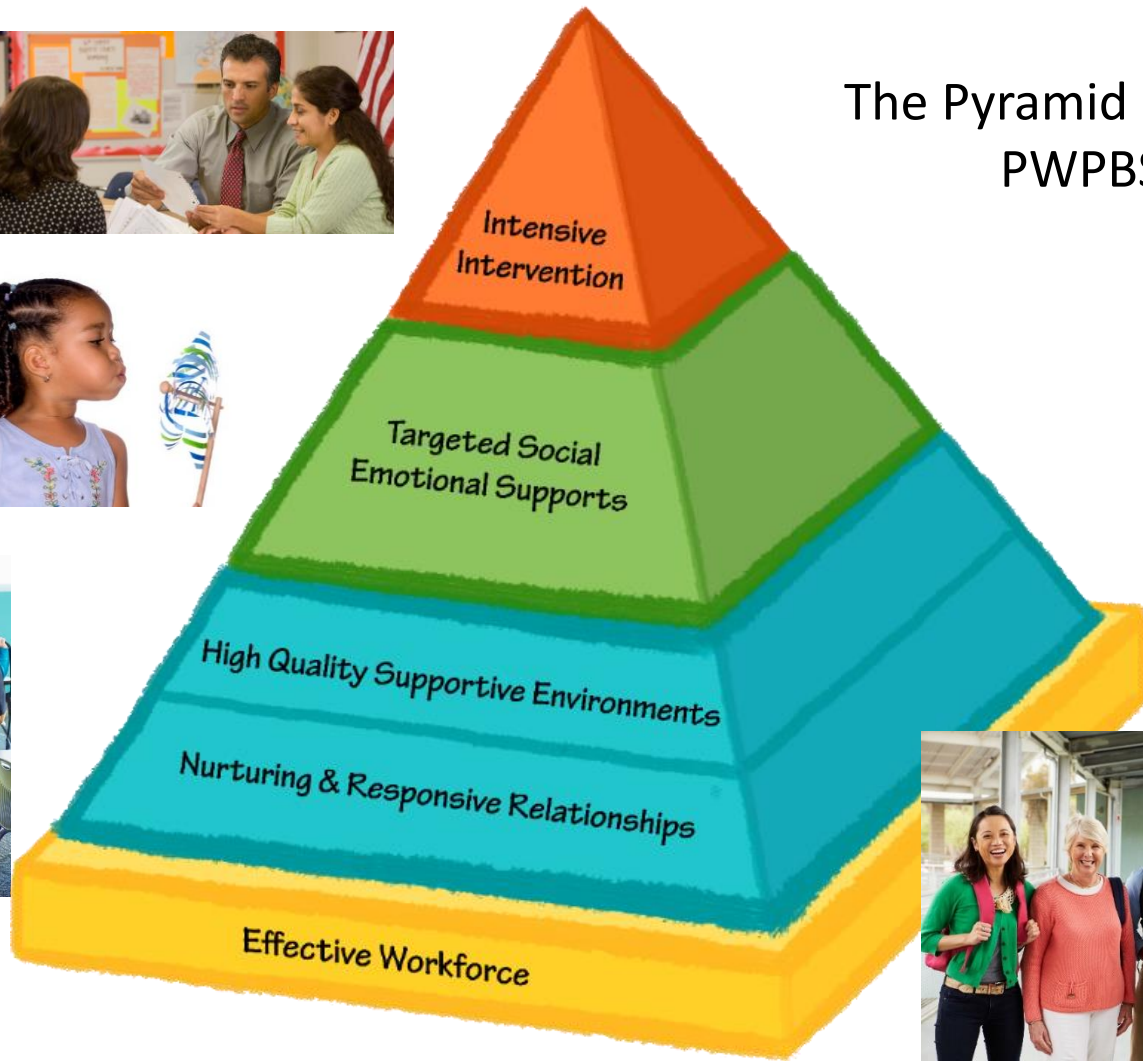 The Pyramid
PWPBS
Intensive
Intervention
Targeted Social
Emotional Supports
High Quality Supportive Environments
Nurturing & Responsive Relationships
Effective Workforce